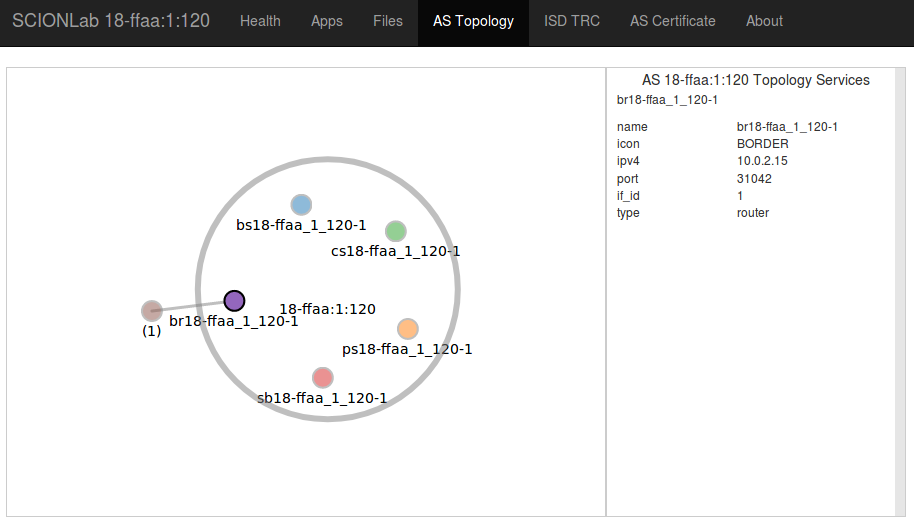 SCIONLab 18-ffaa:1:120 Health Apps Files AS Topology ISD TRC AS Certificate About
bs18-ffaa_1_120-1
cs18-ffaa_1_120-1
18-ffaa:1:120
(1)
br18-ffaa_1_120-1
ps18-ffaa_1_120-1
sb18-ffaa_1_120-1
AS 18-ffaa:1:120 Topology Services
br18-ffaa_1_120-1
name br18-ffaa_1_120-1
icon BORDER
ipv4 10.0.2.15
port 31042
if_id 1
type router